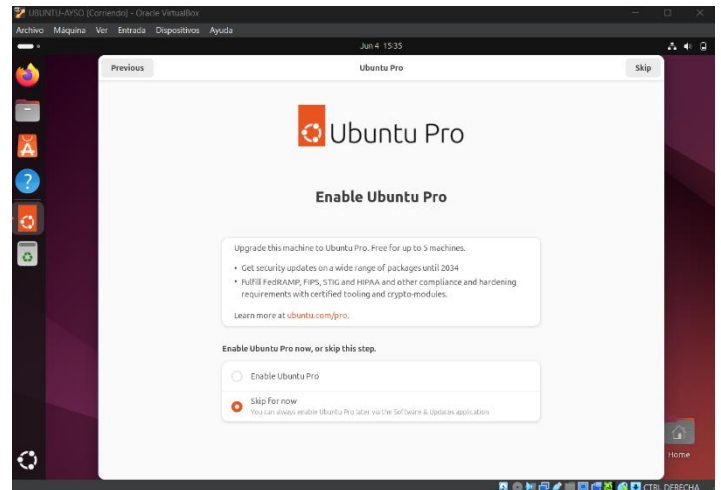 UBUNTU-AYSO [Corriendo] - Oracle VirtualBox
Archivo Máquina Ver Entrada Dispositivos Ayuda
Jun 4 15:35
Previous
Ubuntu Pro
Skip
Ubuntu Pro
Enable Ubuntu Pro
Upgrade this machine to Ubuntu Pro. Free for up to 5 machines.
• Get security updates on a wide range of packages until 2034
• Fulfill FedRAMP, FIPS, STIG and HIPAA and other compliance and hardening
requirements with certified tooling and crypto-modules.
Learn more at ubuntu.com/pro.
Enable Ubuntu Pro now, or skip this step.
Enable Ubuntu Pro
Skip for now
You can always enable Ubuntu Pro later via the Software & Updates application
Home
CTRL DERECHA